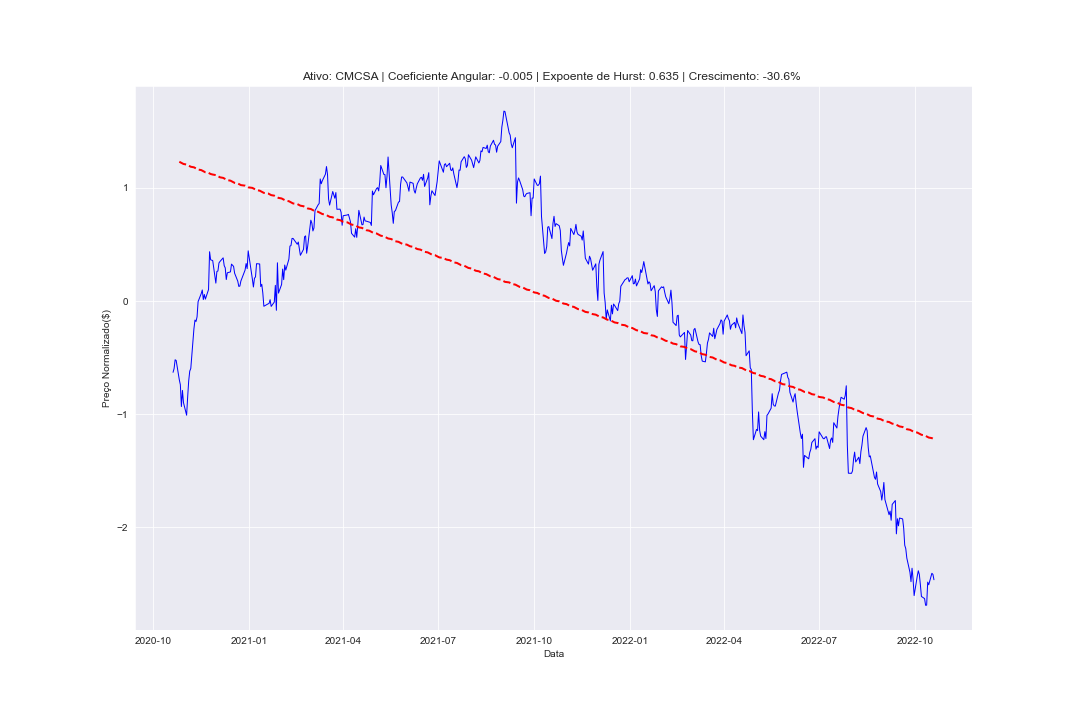 Ativo: CMCSA | Coeficiente Angular: -0.005 | Expoente de Hurst: 0.635 | Crescimento: -30.6%
Preço Normalizado($)
1
0
−1
−2
2020-10 2021-01 2021-04 2021-07 2021-10 2022-01 2022-04 2022-07 2022-10
Data